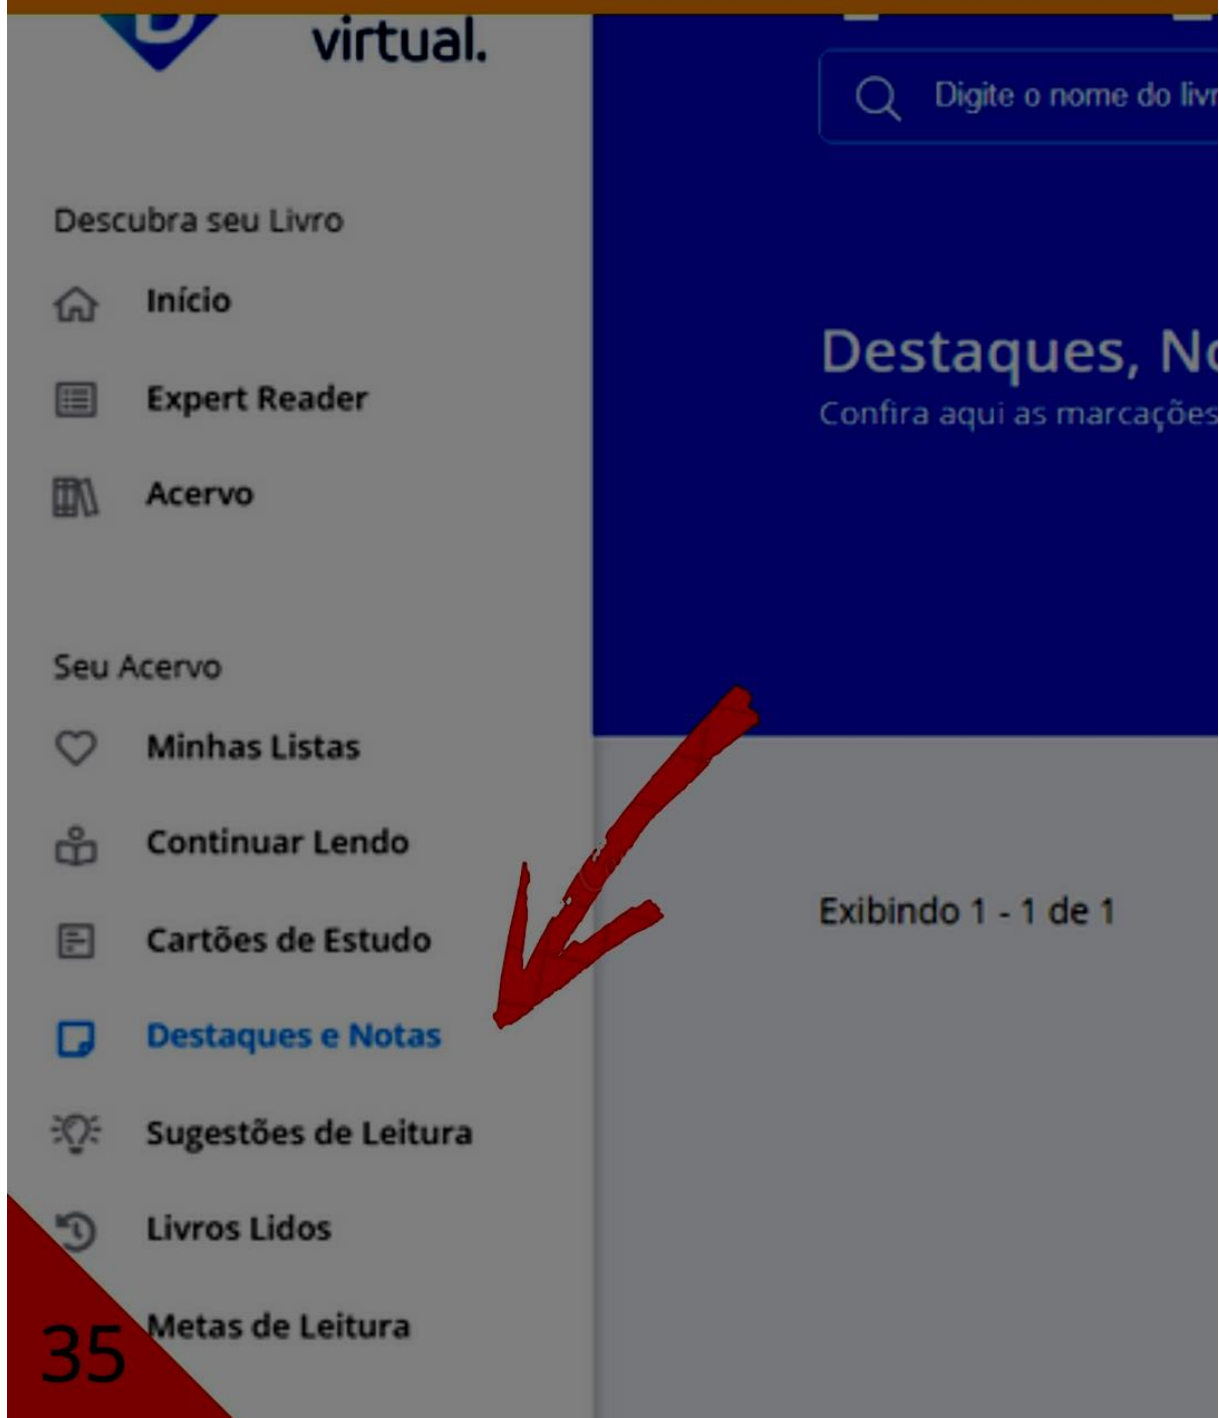 virtual.
Digite o nome do livr
Descubra seu Livro
Início
Expert Reader
Acervo
Destaques, No
Confira aqui as marcações
Seu Acervo
Minhas Listas
Continuar Lendo
Cartões de Estudo
Destaques e Notas
Sugestões de Leitura
Livros Lidos
Metas de Leitura
Exibindo 1 - 1 de 1
35